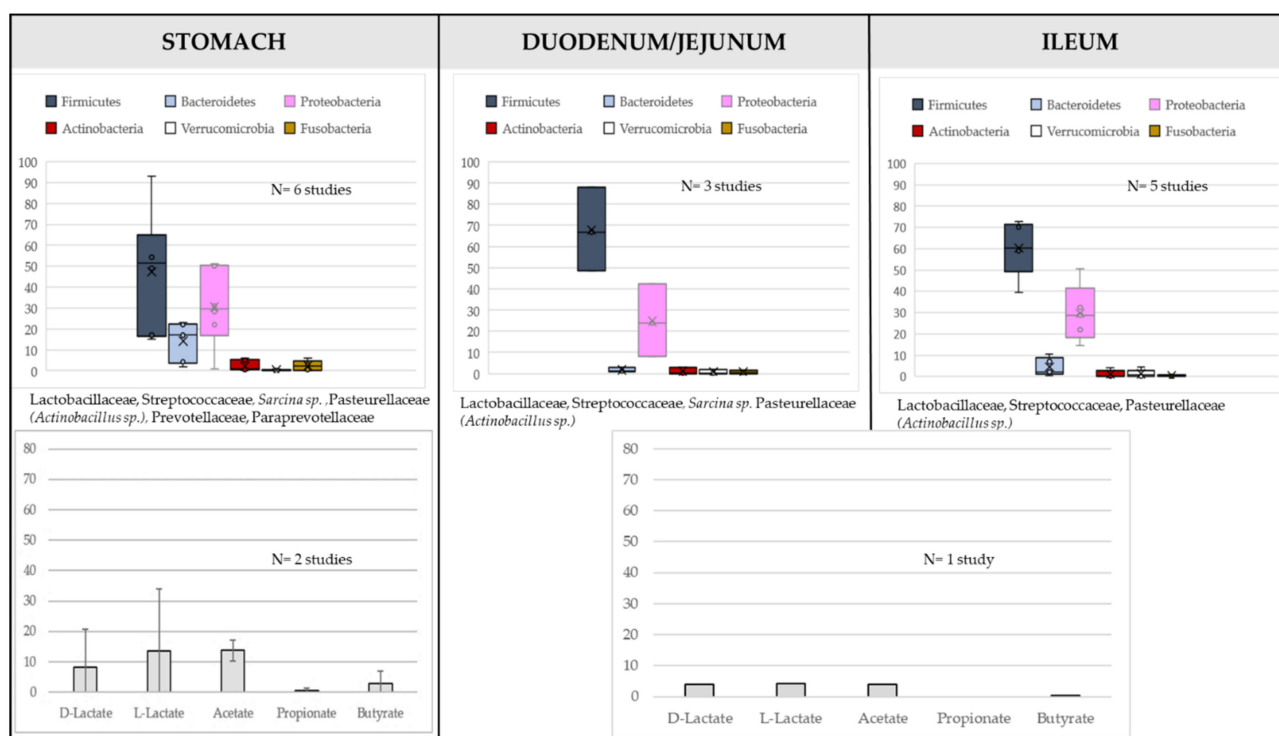 STOMACH
DUODENUM/JEJUNUM
ILEUM
Firmicutes Bacteroidetes Proteobacteria
Actinobacteria Verrucomicrobia Fusobacteria
N= 6 studies
100
90
80
70
60
50
40
30
20
10
0
Lactobacillaceae, Streptococcaceae, Sarcina sp. ,Pasteurellaceae
(Actinobacillus sp.), Prevotellaceae, Paraprevotellaceae
Firmicutes Bacteroidetes Proteobacteria
Actinobacteria Verrucomicrobia Fusobacteria
N= 3 studies
100
90
80
70
60
50
40
30
20
10
0
Lactobacillaceae, Streptococcaceae, Sarcina sp. Pasteurellaceae
(Actinobacillus sp.)
Firmicutes Bacteroidetes Proteobacteria
Actinobacteria Verrucomicrobia Fusobacteria
N= 5 studies
100
90
80
70
60
50
40
30
20
10
0
Lactobacillaceae, Streptococcaceae, Pasteurellaceae
(Actinobacillus sp.)
80
70
60
50
40
30
20
10
0
N= 2 studies
D-Lactate L-Lactate Acetate Propionate Butyrate
80
70
60
50
40
30
20
10
0
N= 1 study
D-Lactate L-Lactate Acetate Propionate Butyrate